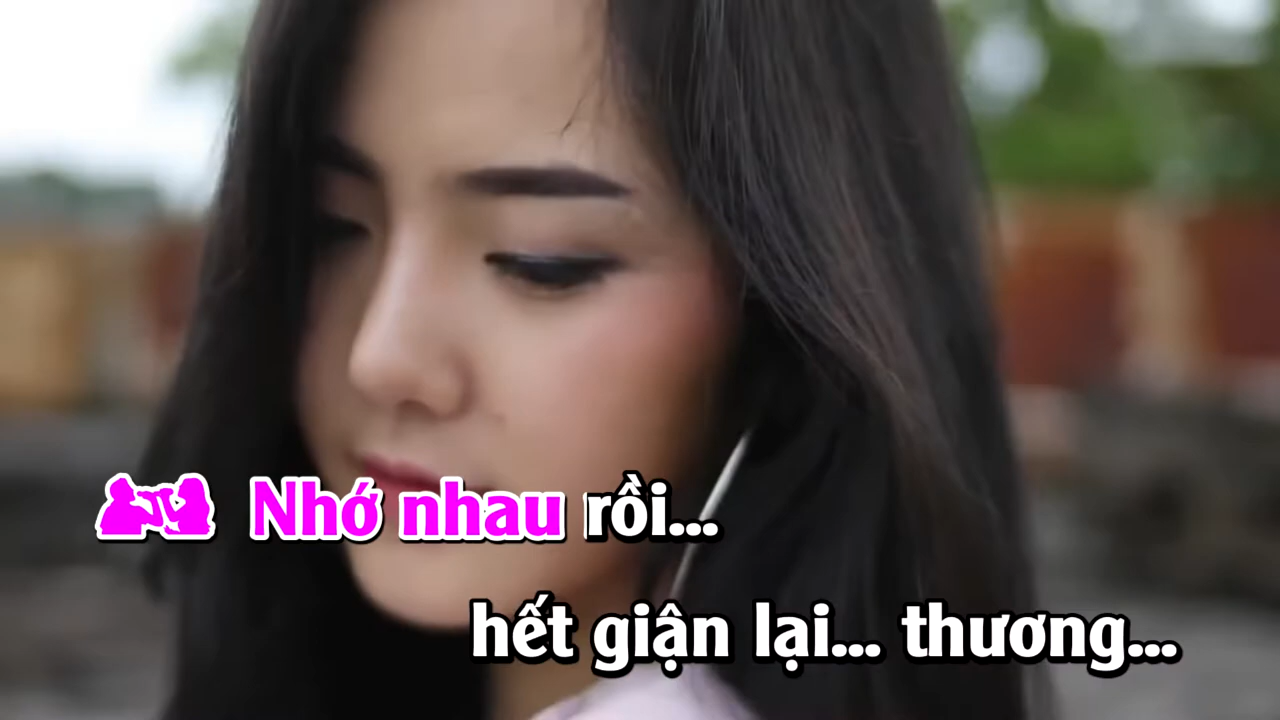 Nhớ nhau rồi...
hết giận lại... thương...